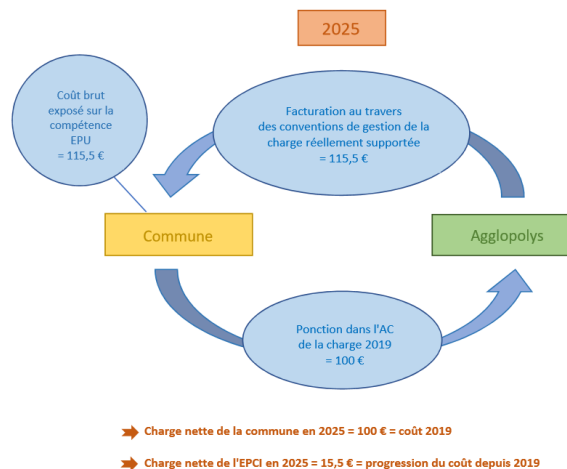 2025
Coût brut
exposé sur la
compétence
EPU
= 115,5 €
Facturation au travers
des conventions de gestion de la
charge réellement supportée
= 115,5 €
Commune
Agglopolys
Ponction dans l'AC
de la charge 2019
= 100 €
Charge nette de la commune en 2025 = 100 € = coût 2019
Charge nette de l'EPCI en 2025 = 15,5 € = progression du coût depuis 2019